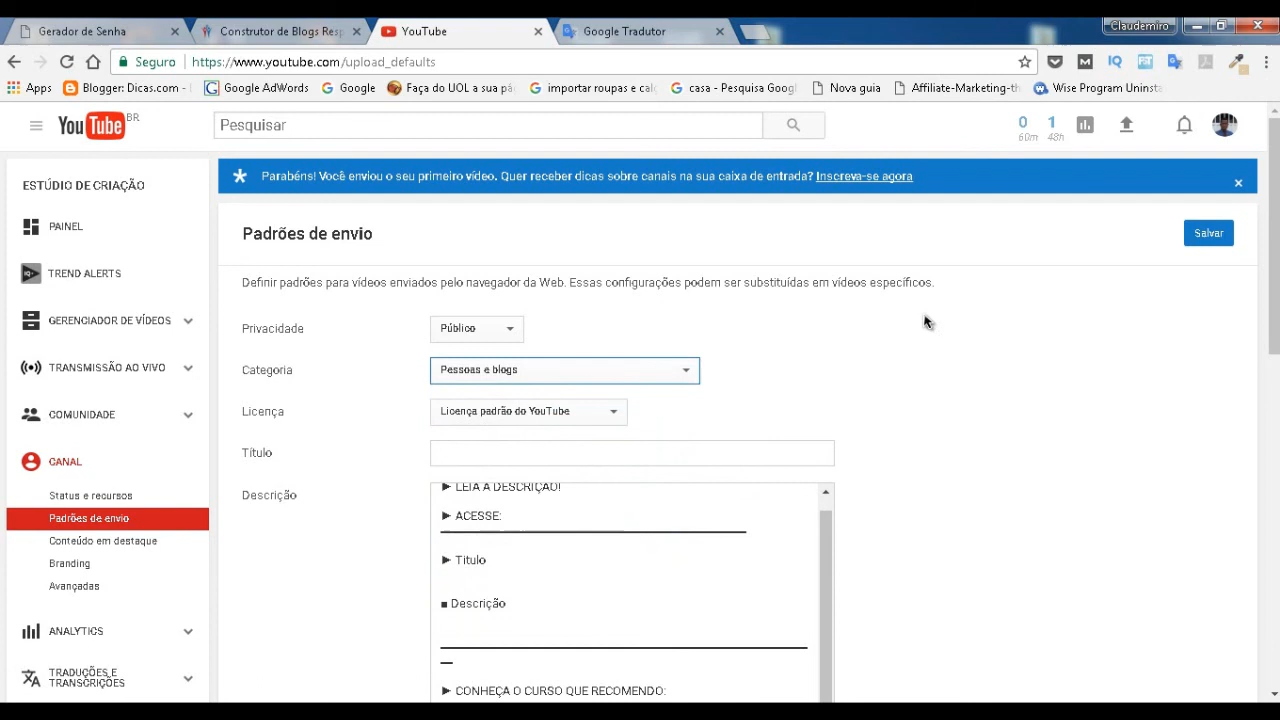 Gerador de Senha
Construtor de Blogs Resp
YouTube
Google Tradutor
Claudemiro
Seguro
https://www.youtube.com/upload_defaults
Apps
Blogger: Dicas.com -
Google AdWords
Google
Faça do UOL a sua pá
importar roupas e calç
casa - Pesquisa Googl
Nova guia
Affiliate-Marketing-th
Wise Program Uninsta
YouTube BR
Pesquisar
0
60m
1
48h
ESTÚDIO DE CRIAÇÃO
PAINEL
TREND ALERTS
GERENCIADOR DE VÍDEOS
TRANSMISSÃO AO VIVO
COMUNIDADE
CANAL
Status e recursos
Padrões de envio
Conteúdo em destaque
Branding
Avançadas
ANALYTICS
TRADUÇÕES E
TRANSCRIÇÕES
Parabéns! Você enviou o seu primeiro vídeo. Quer receber dicas sobre canais na sua caixa de entrada? Inscreva-se agora
Padrões de envio
Salvar
Definir padrões para vídeos enviados pelo navegador da Web. Essas configurações podem ser substituídas em vídeos específicos.
Privacidade
Público
Categoria
Pessoas e blogs
Licença
Licença padrão do YouTube
Título
Descrição
► LEIA A DESCRIÇÃO!
► ACESSE:
► Titulo
■ Descrição
► CONHEÇA O CURSO QUE RECOMENDO: